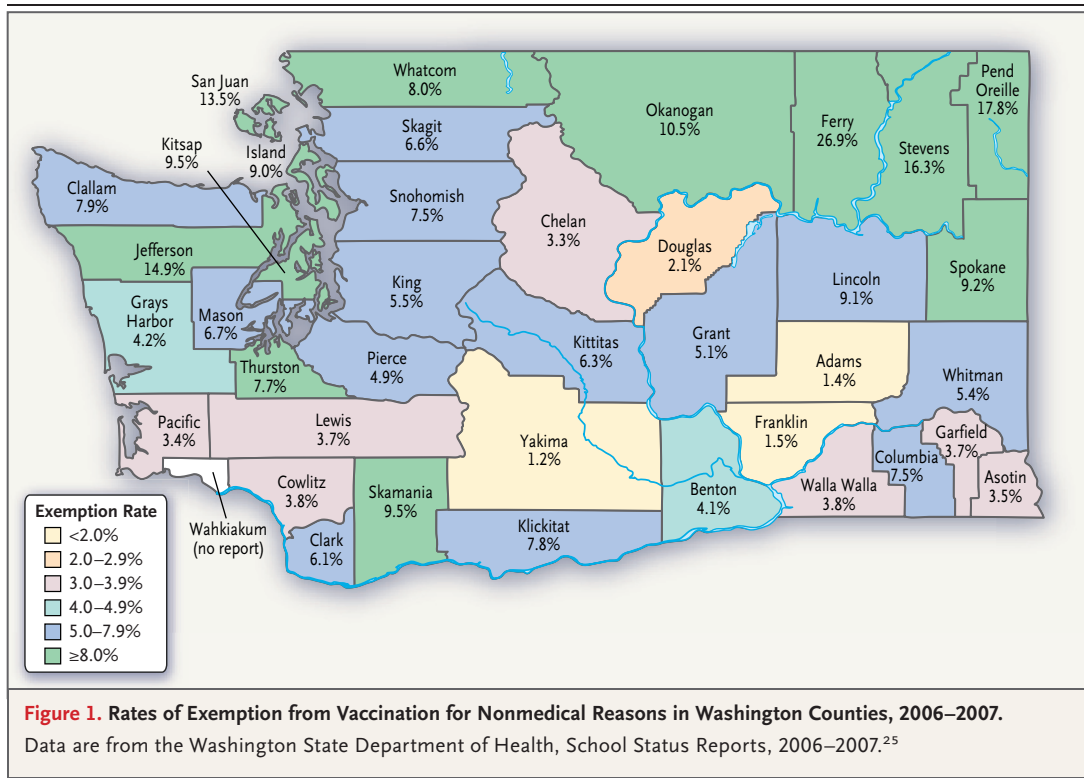 San Juan
13.5%
Whatcom
8.0%
Okanogan
10.5%
Ferry
26.9%
Stevens
16.3%
Pend
Oreille
17.8%
Kitsap
9.5%
Island
9.0%
Skagit
6.6%
Clallam
7.9%
Snohomish
7.5%
Chelan
3.3%
Douglas
2.1%
Jefferson
14.9%
King
5.5%
Lincoln
9.1%
Spokane
9.2%
Grays
Harbor
4.2%
Mason
6.7%
Kittitas
6.3%
Grant
5.1%
Thurston
7.7%
Pierce
4.9%
Adams
1.4%
Whitman
5.4%
Pacific
3.4%
Lewis
3.7%
Yakima
1.2%
Franklin
1.5%
Garfield
3.7%
Columbia
7.5%
Asotin
3.5%
Cowlitz
3.8%
Skamania
9.5%
Benton
4.1%
Walla Walla
3.8%
Wahkiakum
(no report)
Clark
6.1%
Klickitat
7.8%
Exemption Rate
<2.0%
2.0–2.9%
3.0–3.9%
4.0–4.9%
5.0–7.9%
≥8.0%
Figure 1. Rates of Exemption from Vaccination for Nonmedical Reasons in Washington Counties, 2006–2007.
Data are from the Washington State Department of Health, School Status Reports, 2006–2007.25